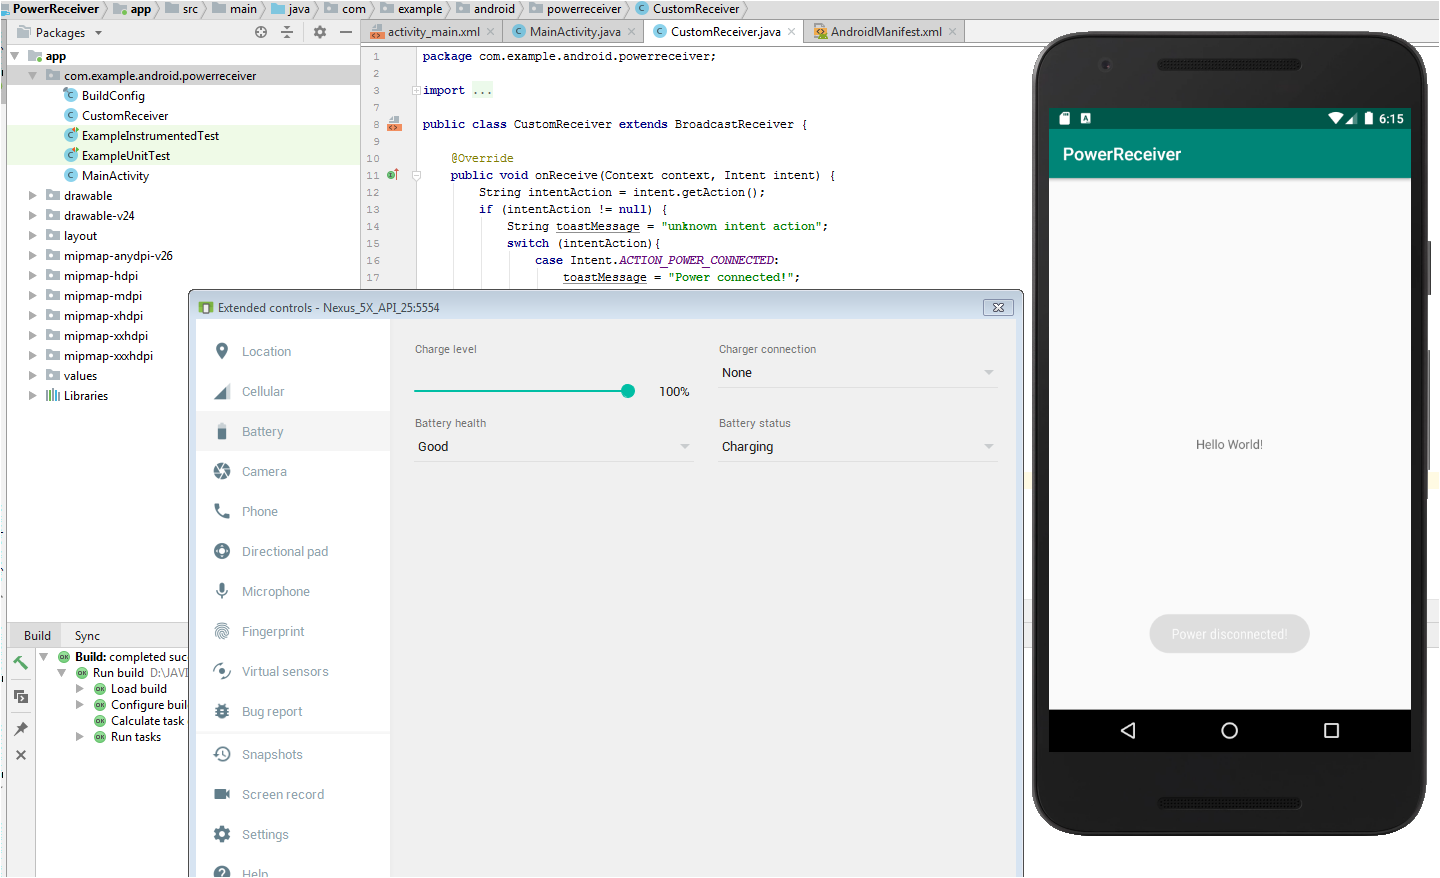 PowerReceiver app src main java com example android powerreceiver CustomReceiver
Packages
activity_main.xml MainActivity.java CustomReceiver.java AndroidManifest.xml
app
com.example.android.powerreceiver
BuildConfig
CustomReceiver
ExampleInstrumentedTest
ExampleUnitTest
MainActivity
drawable
drawable-v24
layout
mipmap-anydpi-v26
mipmap-hdpi
mipmap-mdpi
mipmap-xhdpi
mipmap-xxhdpi
mipmap-xxxhdpi
values
Libraries
1 package com.example.android.powerreceiver;
2
3 import ...
7
8 public class CustomReceiver extends BroadcastReceiver {
9
10 @Override
11 public void onReceive(Context context, Intent intent) {
12 String intentAction = intent.getAction();
13 if (intentAction != null) {
14 String toastMessage = "unknown intent action";
15 switch (intentAction){
16 case Intent.ACTION_POWER_CONNECTED:
17 toastMessage = "Power connected!";
Extended controls - Nexus_5X_API_25:5554
Location
Cellular
Battery
Camera
Phone
Directional pad
Microphone
Fingerprint
Virtual sensors
Bug report
Snapshots
Screen record
Settings
Help
Charge level
100%
Charger connection
None
Battery health
Good
Battery status
Charging
Build Sync
Build: completed suc
Run build D:\JAVI
Load build
Configure buil
Calculate task
Run tasks
6:15
PowerReceiver
Hello World!
Power disconnected!